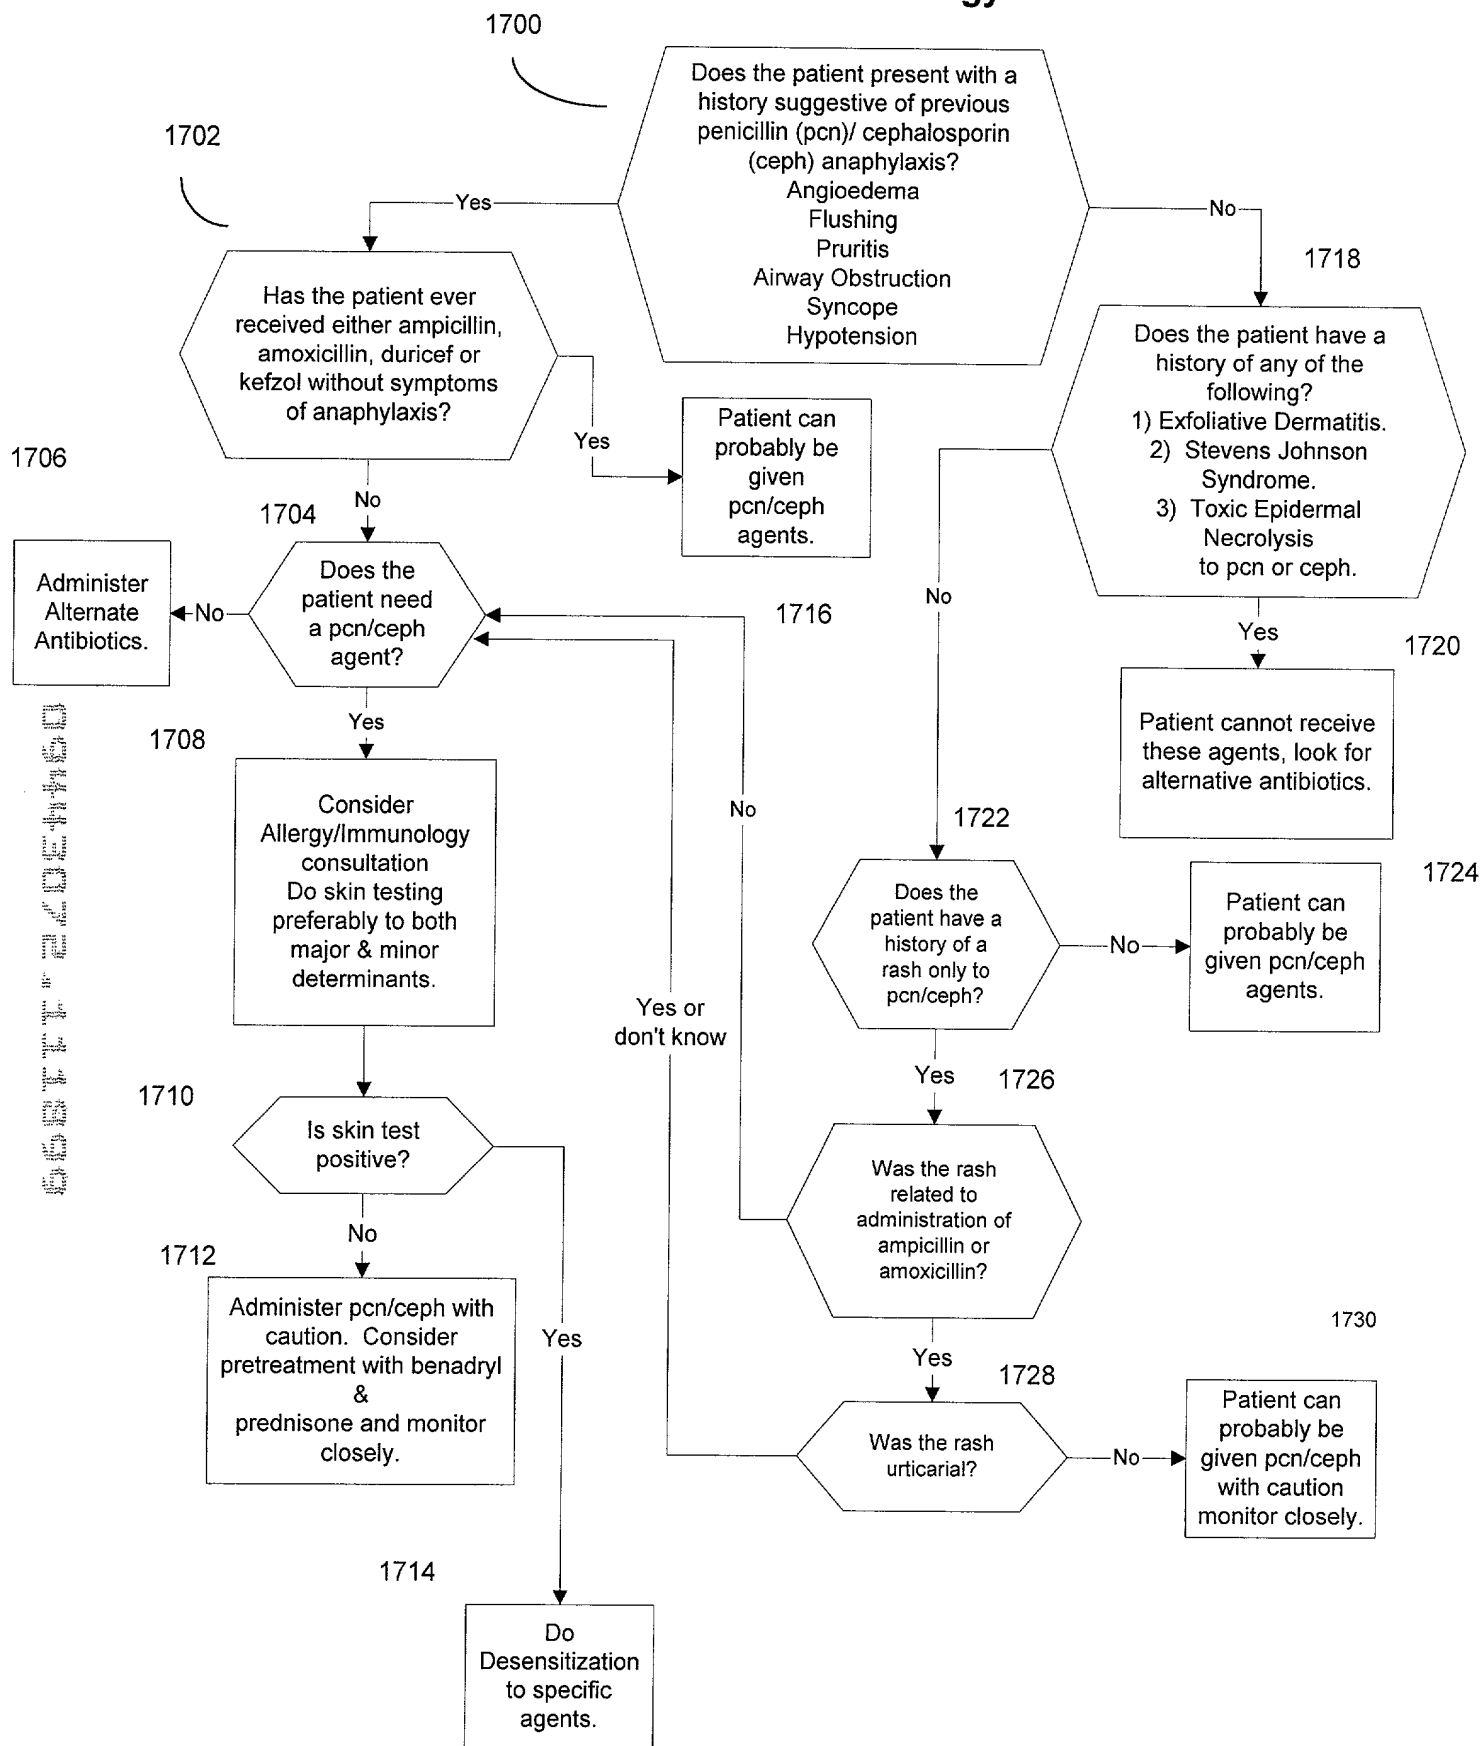 gy
1700
Does the patient present with a
history suggestive of previous
penicillin (pcn)/ cephalosporin
(ceph) anaphylaxis?
Angioedema
Flushing
Pruritis
Airway Obstruction
Syncope
Hypotension
1702
Yes
No
1718
Has the patient ever
received either ampicillin,
amoxicillin, duricef or
kefzol without symptoms
of anaphylaxis?
Does the patient have a
history of any of the
following?
1) Exfoliative Dermatitis.
2) Stevens Johnson
Syndrome.
3) Toxic Epidermal
Necrolysis
to pcn or ceph.
Yes
Patient can
probably be
given
pcn/ceph
agents.
1706
No
1704
Administer
Alternate
Antibiotics.
No
Does the
patient need
a pcn/ceph
agent?
1716
No
Yes
1720
Patient cannot receive
these agents, look for
alternative antibiotics.
Yes
1708
Consider
Allergy/Immunology
consultation
Do skin testing
preferably to both
major & minor
determinants.
No
1722
1724
Does the
patient have a
history of a
rash only to
pcn/ceph?
No
Patient can
probably be
given pcn/ceph
agents.
Yes or
don't know
Yes
1726
1710
Is skin test
positive?
Was the rash
related to
administration of
ampicillin or
amoxicillin?
No
1712
Administer pcn/ceph with
caution. Consider
pretreatment with benadryl
&
prednisone and monitor
closely.
Yes
Yes
1728
1730
Was the rash
urticarial?
No
Patient can
probably be
given pcn/ceph
with caution
monitor closely.
1714
Do
Desensitization
to specific
agents.